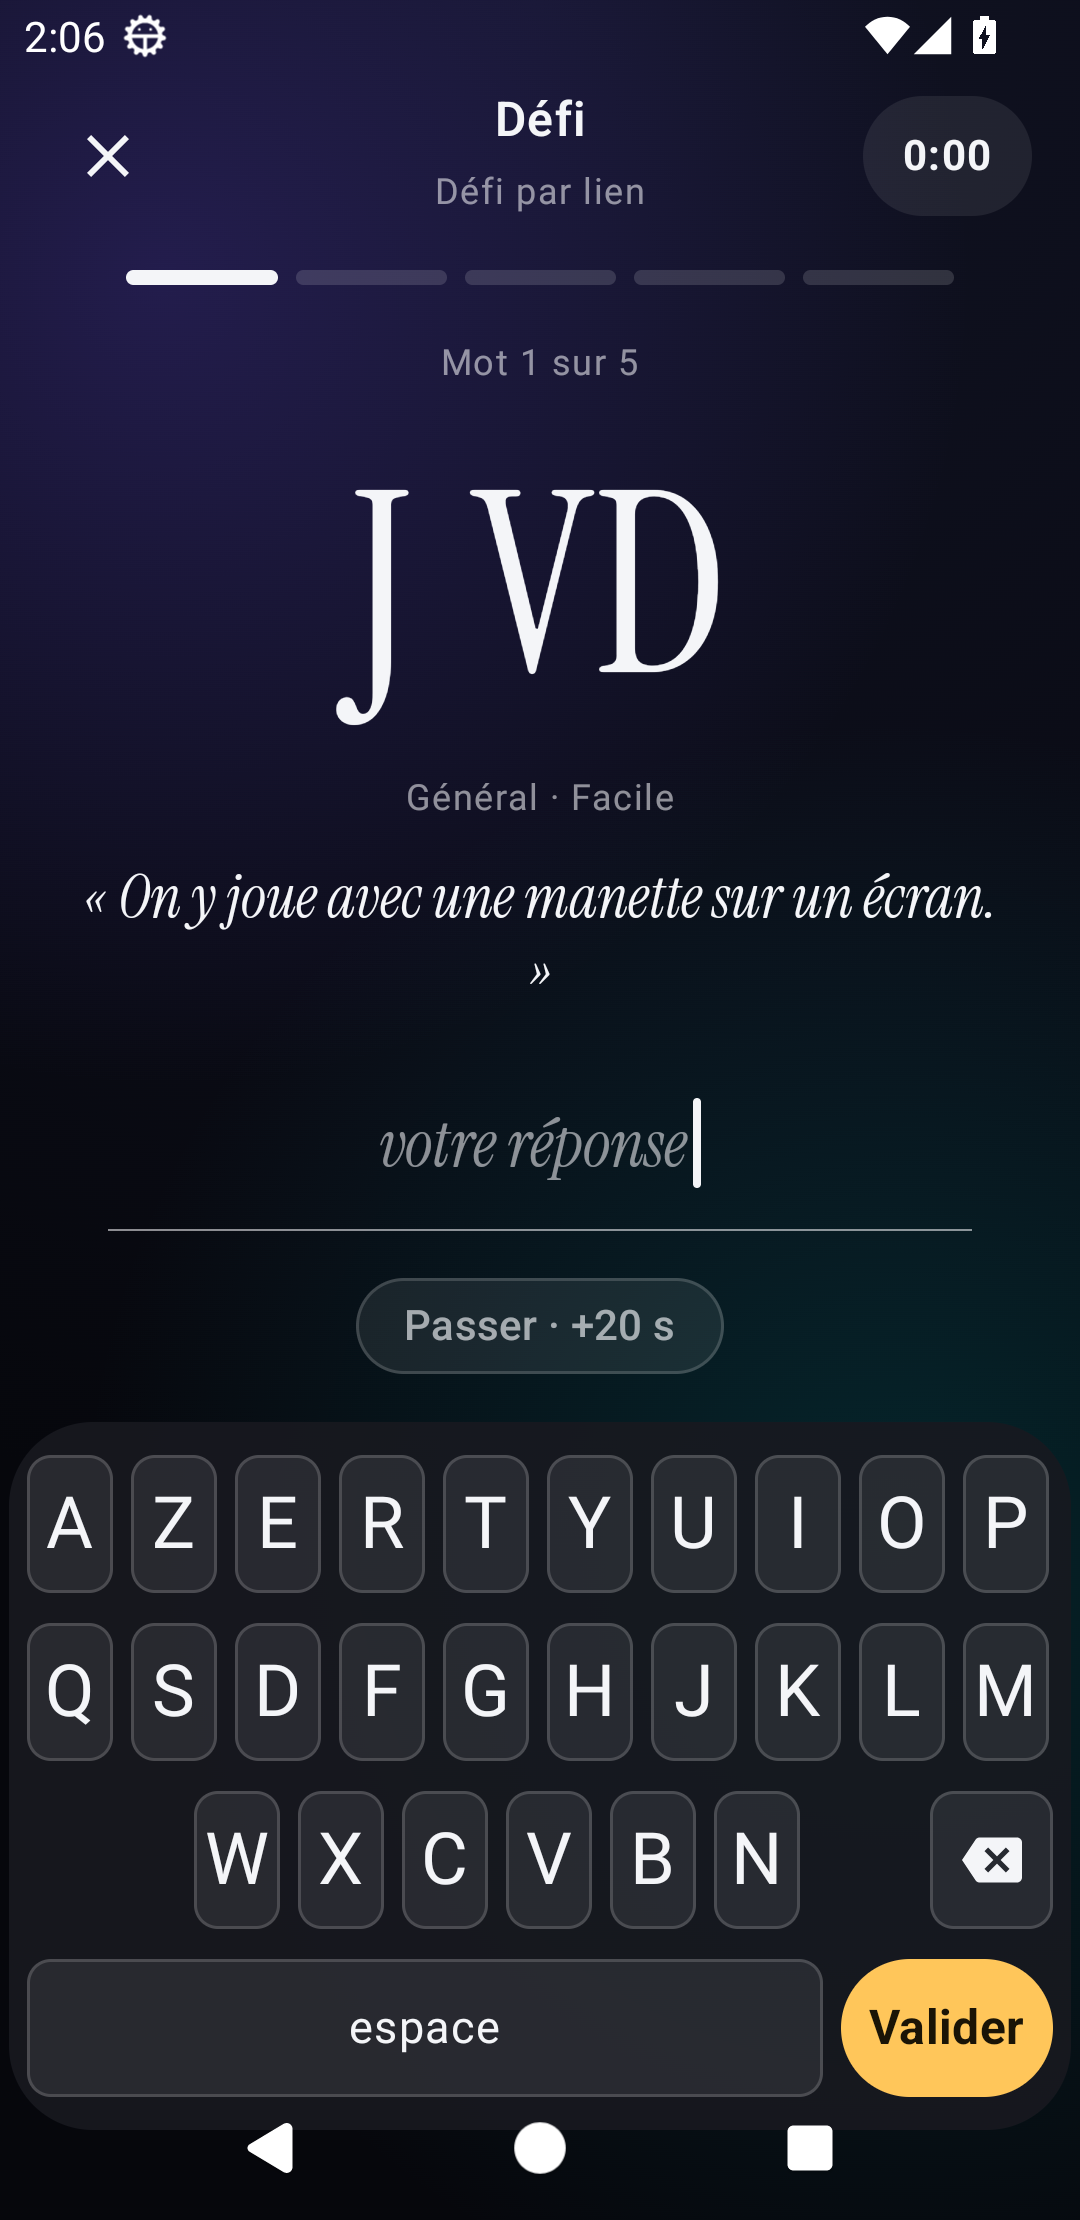 2:06
Défi
Défi par lien
0:00
Mot 1 sur 5
J VD
Général · Facile
« On y joue avec une manette sur un écran.
»
votre réponse
Passer · +20 s
A Z E R T Y U I O P
Q S D F G H J K L M
W X C V B N
espace
Valider